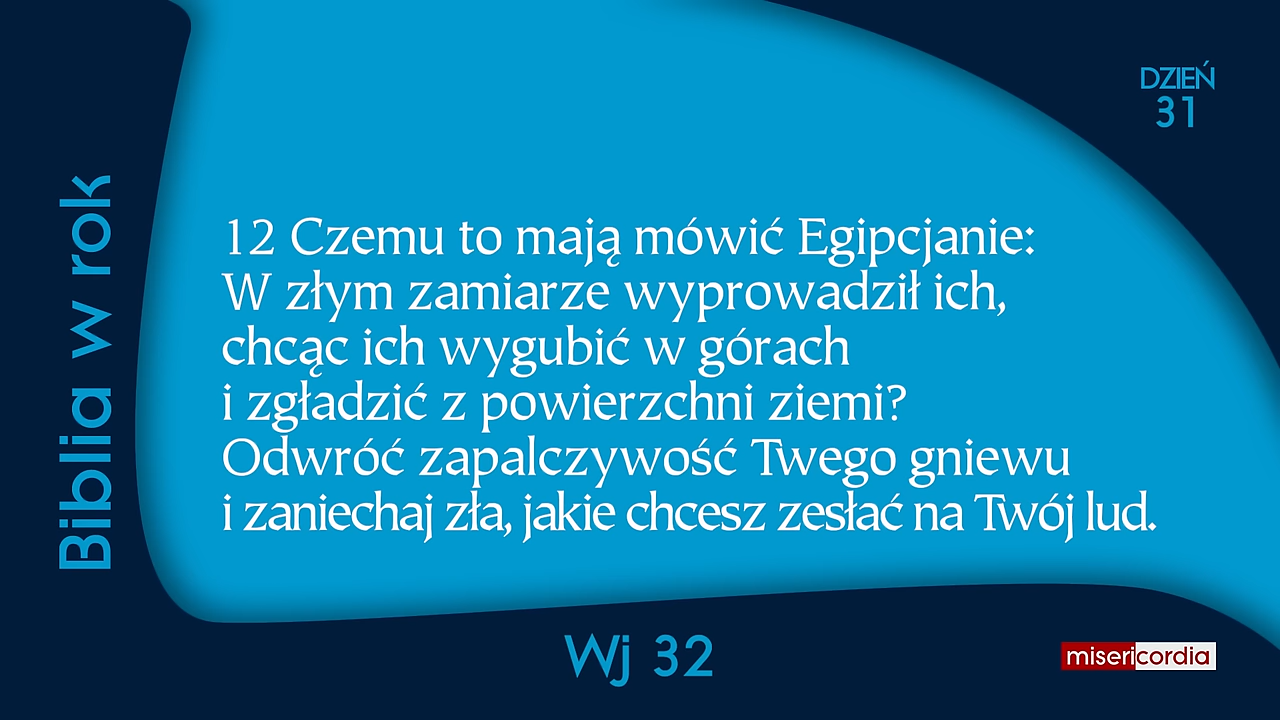 DZIEŃ
31
Biblia w rok
12 Czemu to mają mówić Egipcjanie:
W złym zamiarze wyprowadził ich,
chcąc ich wygubić w górach
i zgładzić z powierzchni ziemi?
Odwróć zapalczywość Twego gniewu
i zaniechaj zła, jakie chcesz zesłać na Twój lud.
Wj 32
misericordia